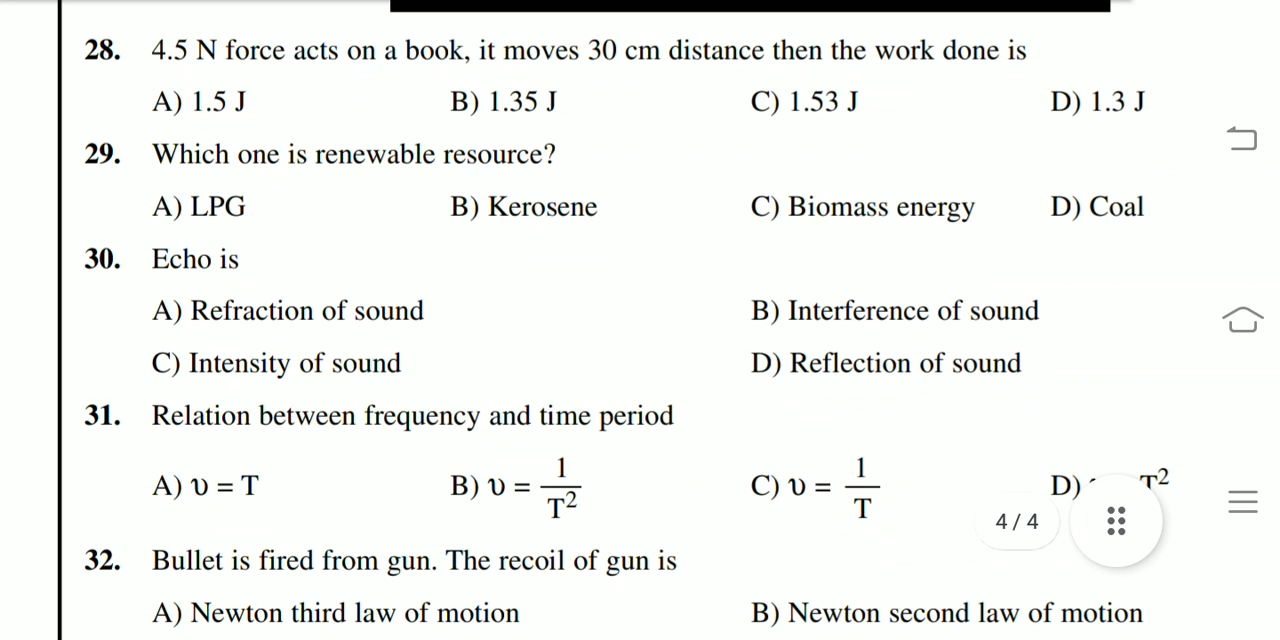 28. 4.5 N force acts on a book, it moves 30 cm distance then the work done is
A) 1.5 J B) 1.35 J C) 1.53 J D) 1.3 J
29. Which one is renewable resource?
A) LPG B) Kerosene C) Biomass energy D) Coal
30. Echo is
A) Refraction of sound B) Interference of sound
C) Intensity of sound D) Reflection of sound
31. Relation between frequency and time period
A) υ = T B) υ = 1/T² C) υ = 1/T D) T²
4 / 4
32. Bullet is fired from gun. The recoil of gun is
A) Newton third law of motion B) Newton second law of motion